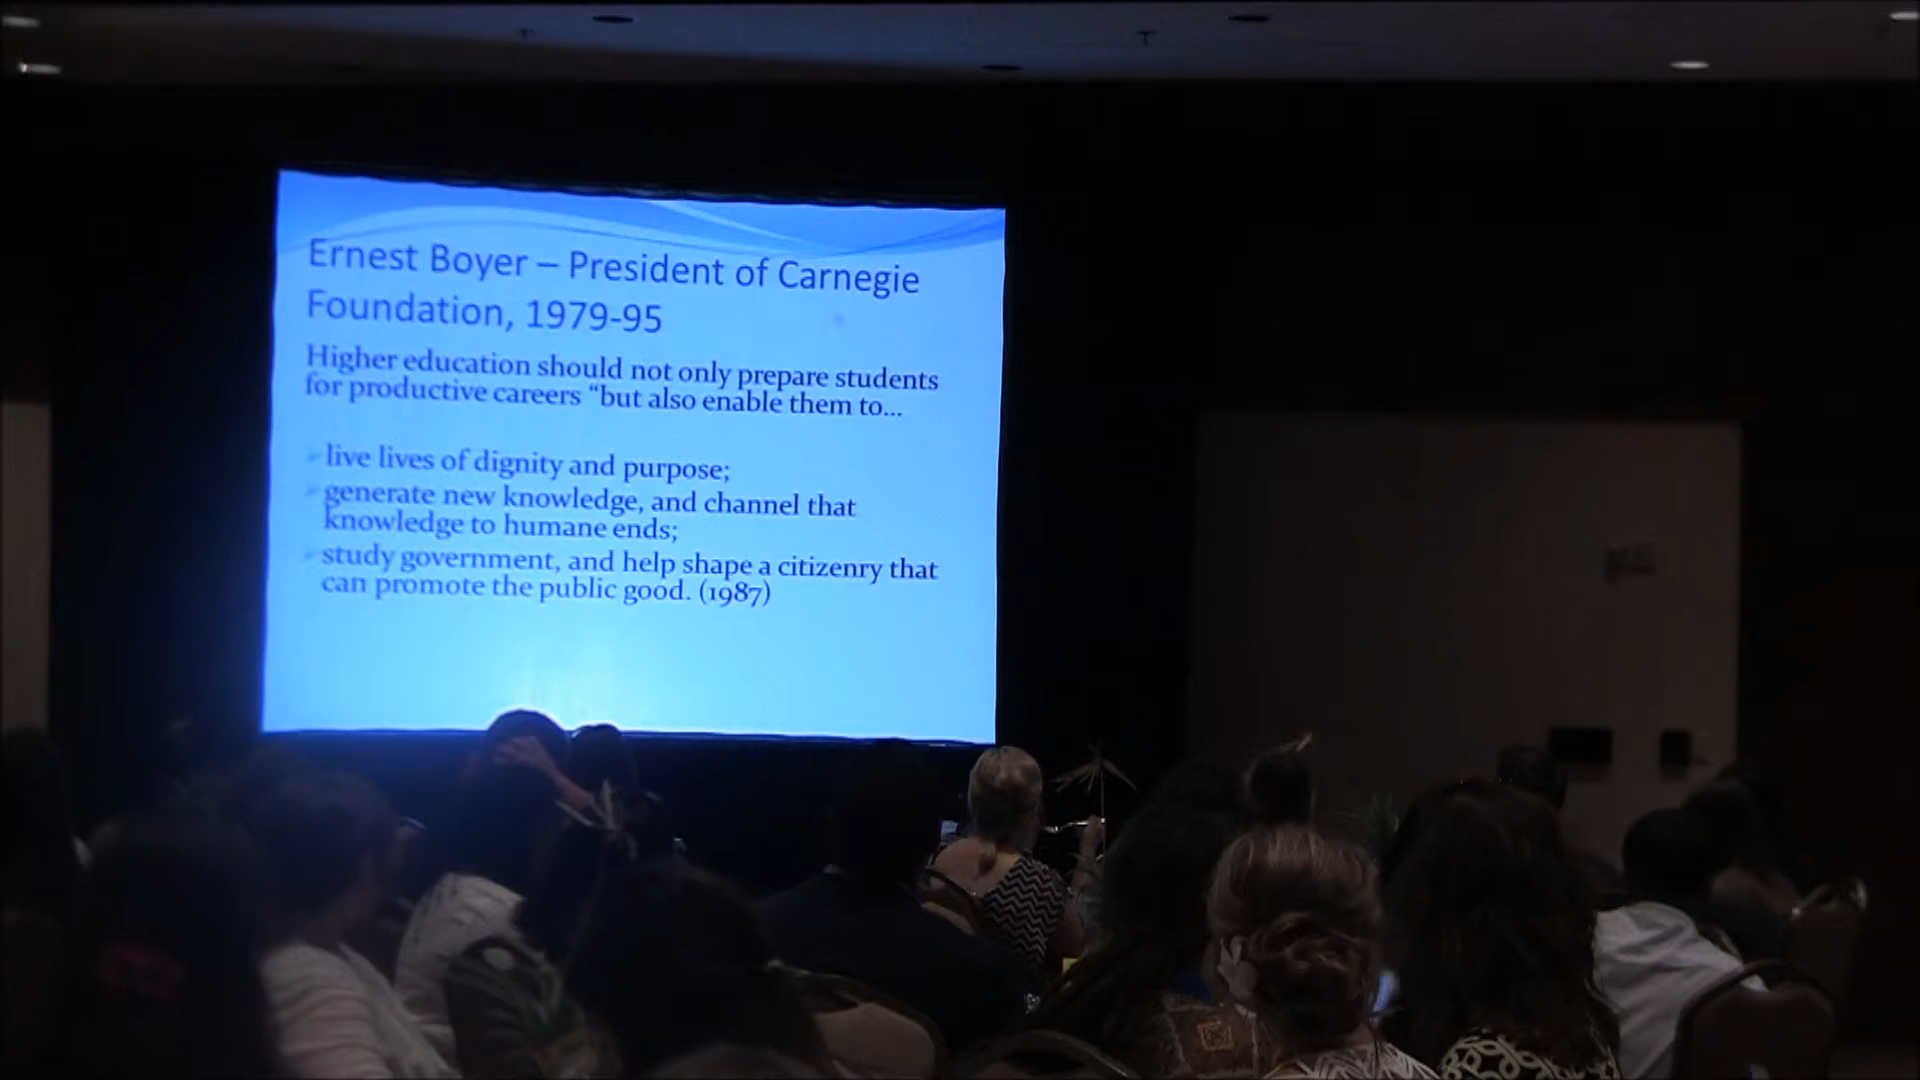 Ernest Boyer – President of Carnegie
Foundation, 1979-95
Higher education should not only prepare students
for productive careers “but also enable them to...
live lives of dignity and purpose;
generate new knowledge, and channel that
knowledge to humane ends;
study government, and help shape a citizenry that
can promote the public good. (1987)